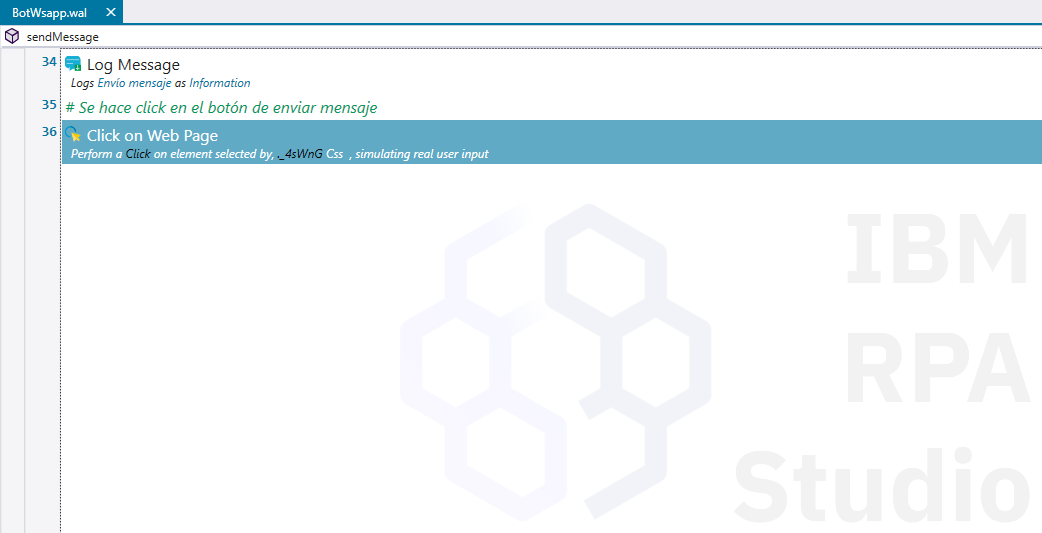 BotWsapp.wal
sendMessage
34 Log Message
Logs Envío mensaje as Information
35 # Se hace click en el botón de enviar mensaje
36 Click on Web Page
Perform a Click on element selected by, ._4sWnG Css , simulating real user input
IBM
RPA
Studio